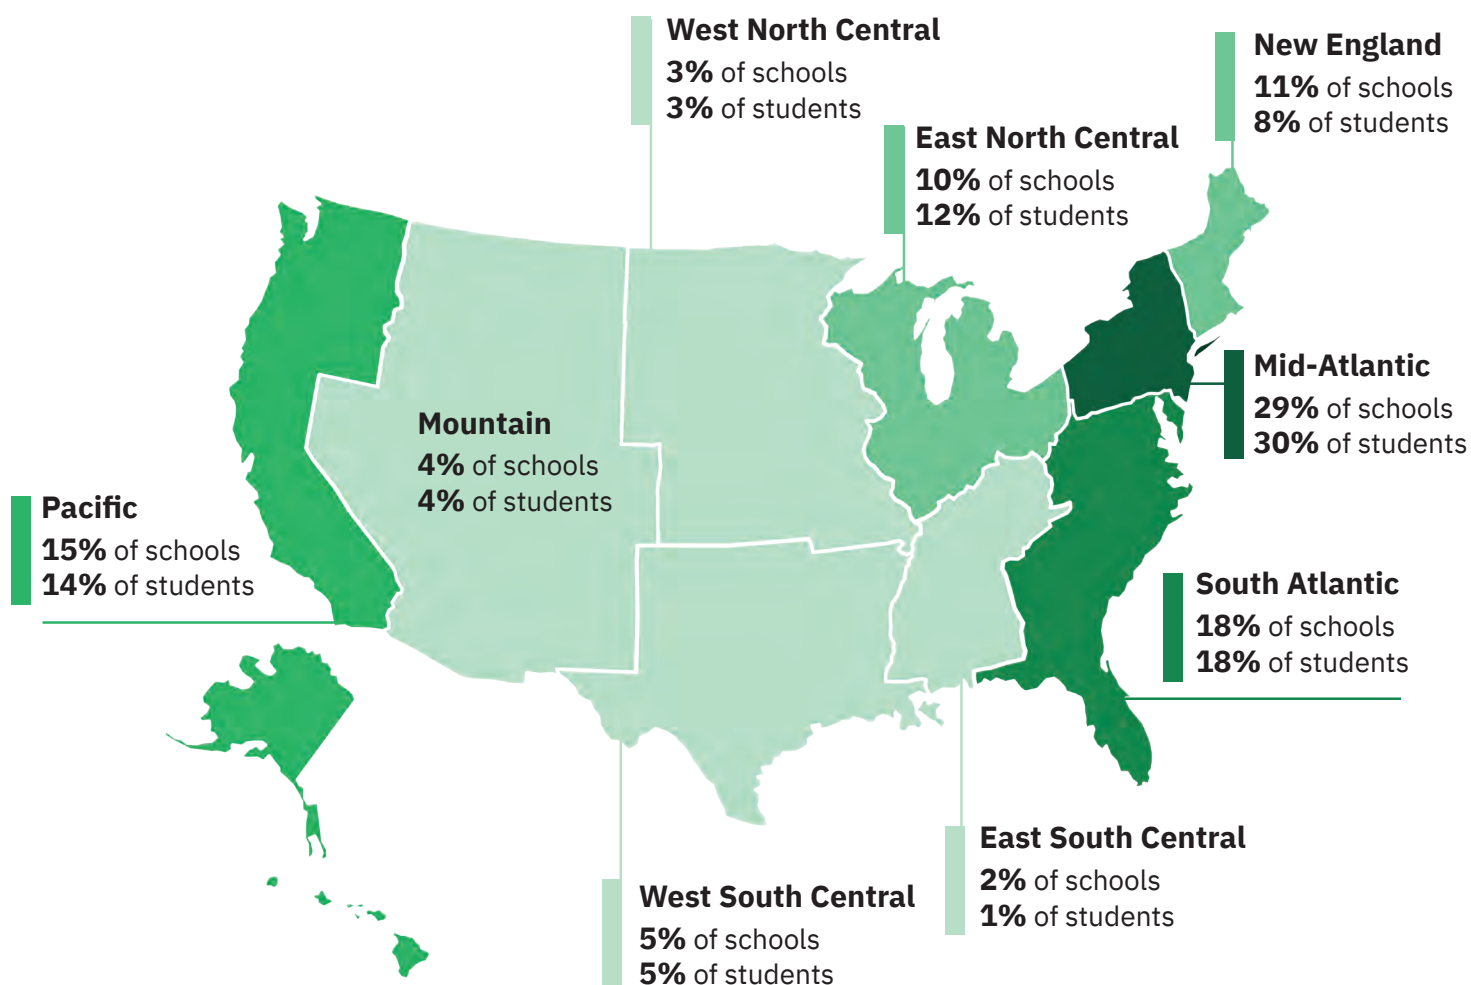 West North Central
3% of schools
3% of students
New England
11% of schools
8% of students
East North Central
10% of schools
12% of students
Mid-Atlantic
29% of schools
30% of students
Mountain
4% of schools
4% of students
Pacific
15% of schools
14% of students
South Atlantic
18% of schools
18% of students
East South Central
2% of schools
1% of students
West South Central
5% of schools
5% of students